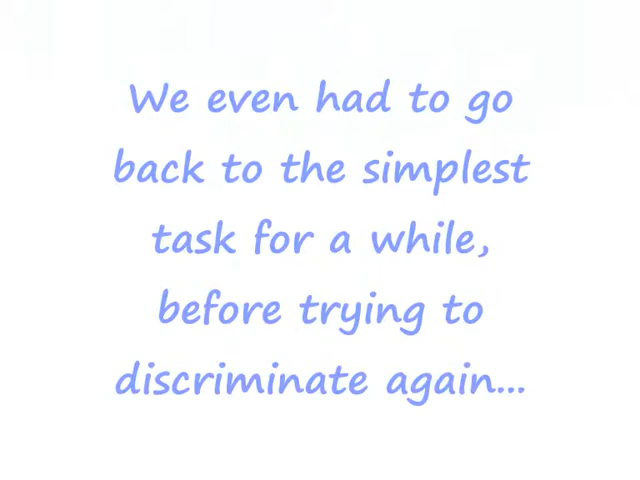 We even had to go
back to the simplest
task for a while,
before trying to
discriminate again...